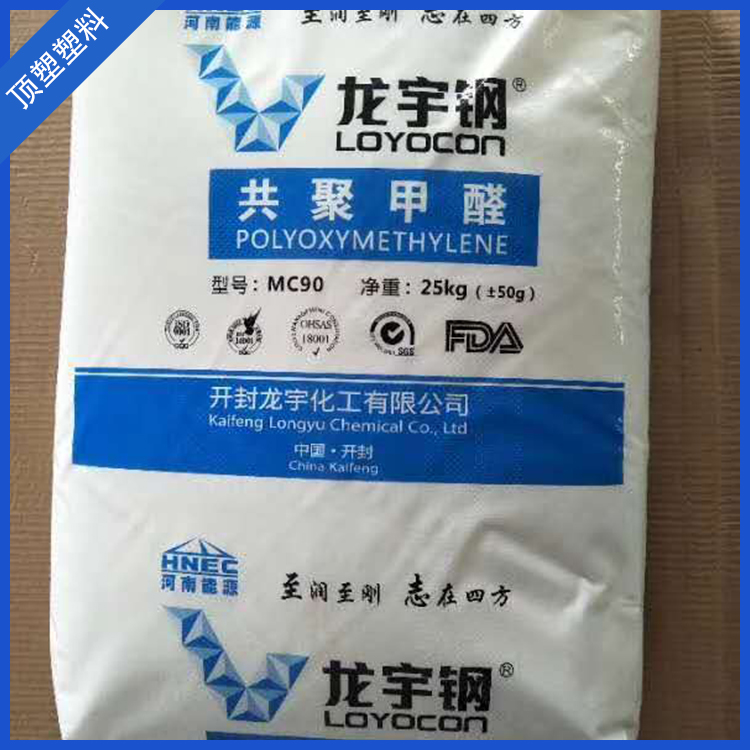 顶塑塑料
河南能源
至润至刚 志在四方
龙宇钢®
LOYOCON
共聚甲醛
POLYOXYMETHYLENE
型号：MC90 净重：25kg（±50g）
ISO 9001 14001 OHSAS 18001 SGS FDA
开封龙宇化工有限公司
Kaifeng Longyu Chemical Co., Ltd
中国·开封
China Kaifeng
HNEC
河南能源
至润至刚 志在四方
龙宇钢®
LOYOCON